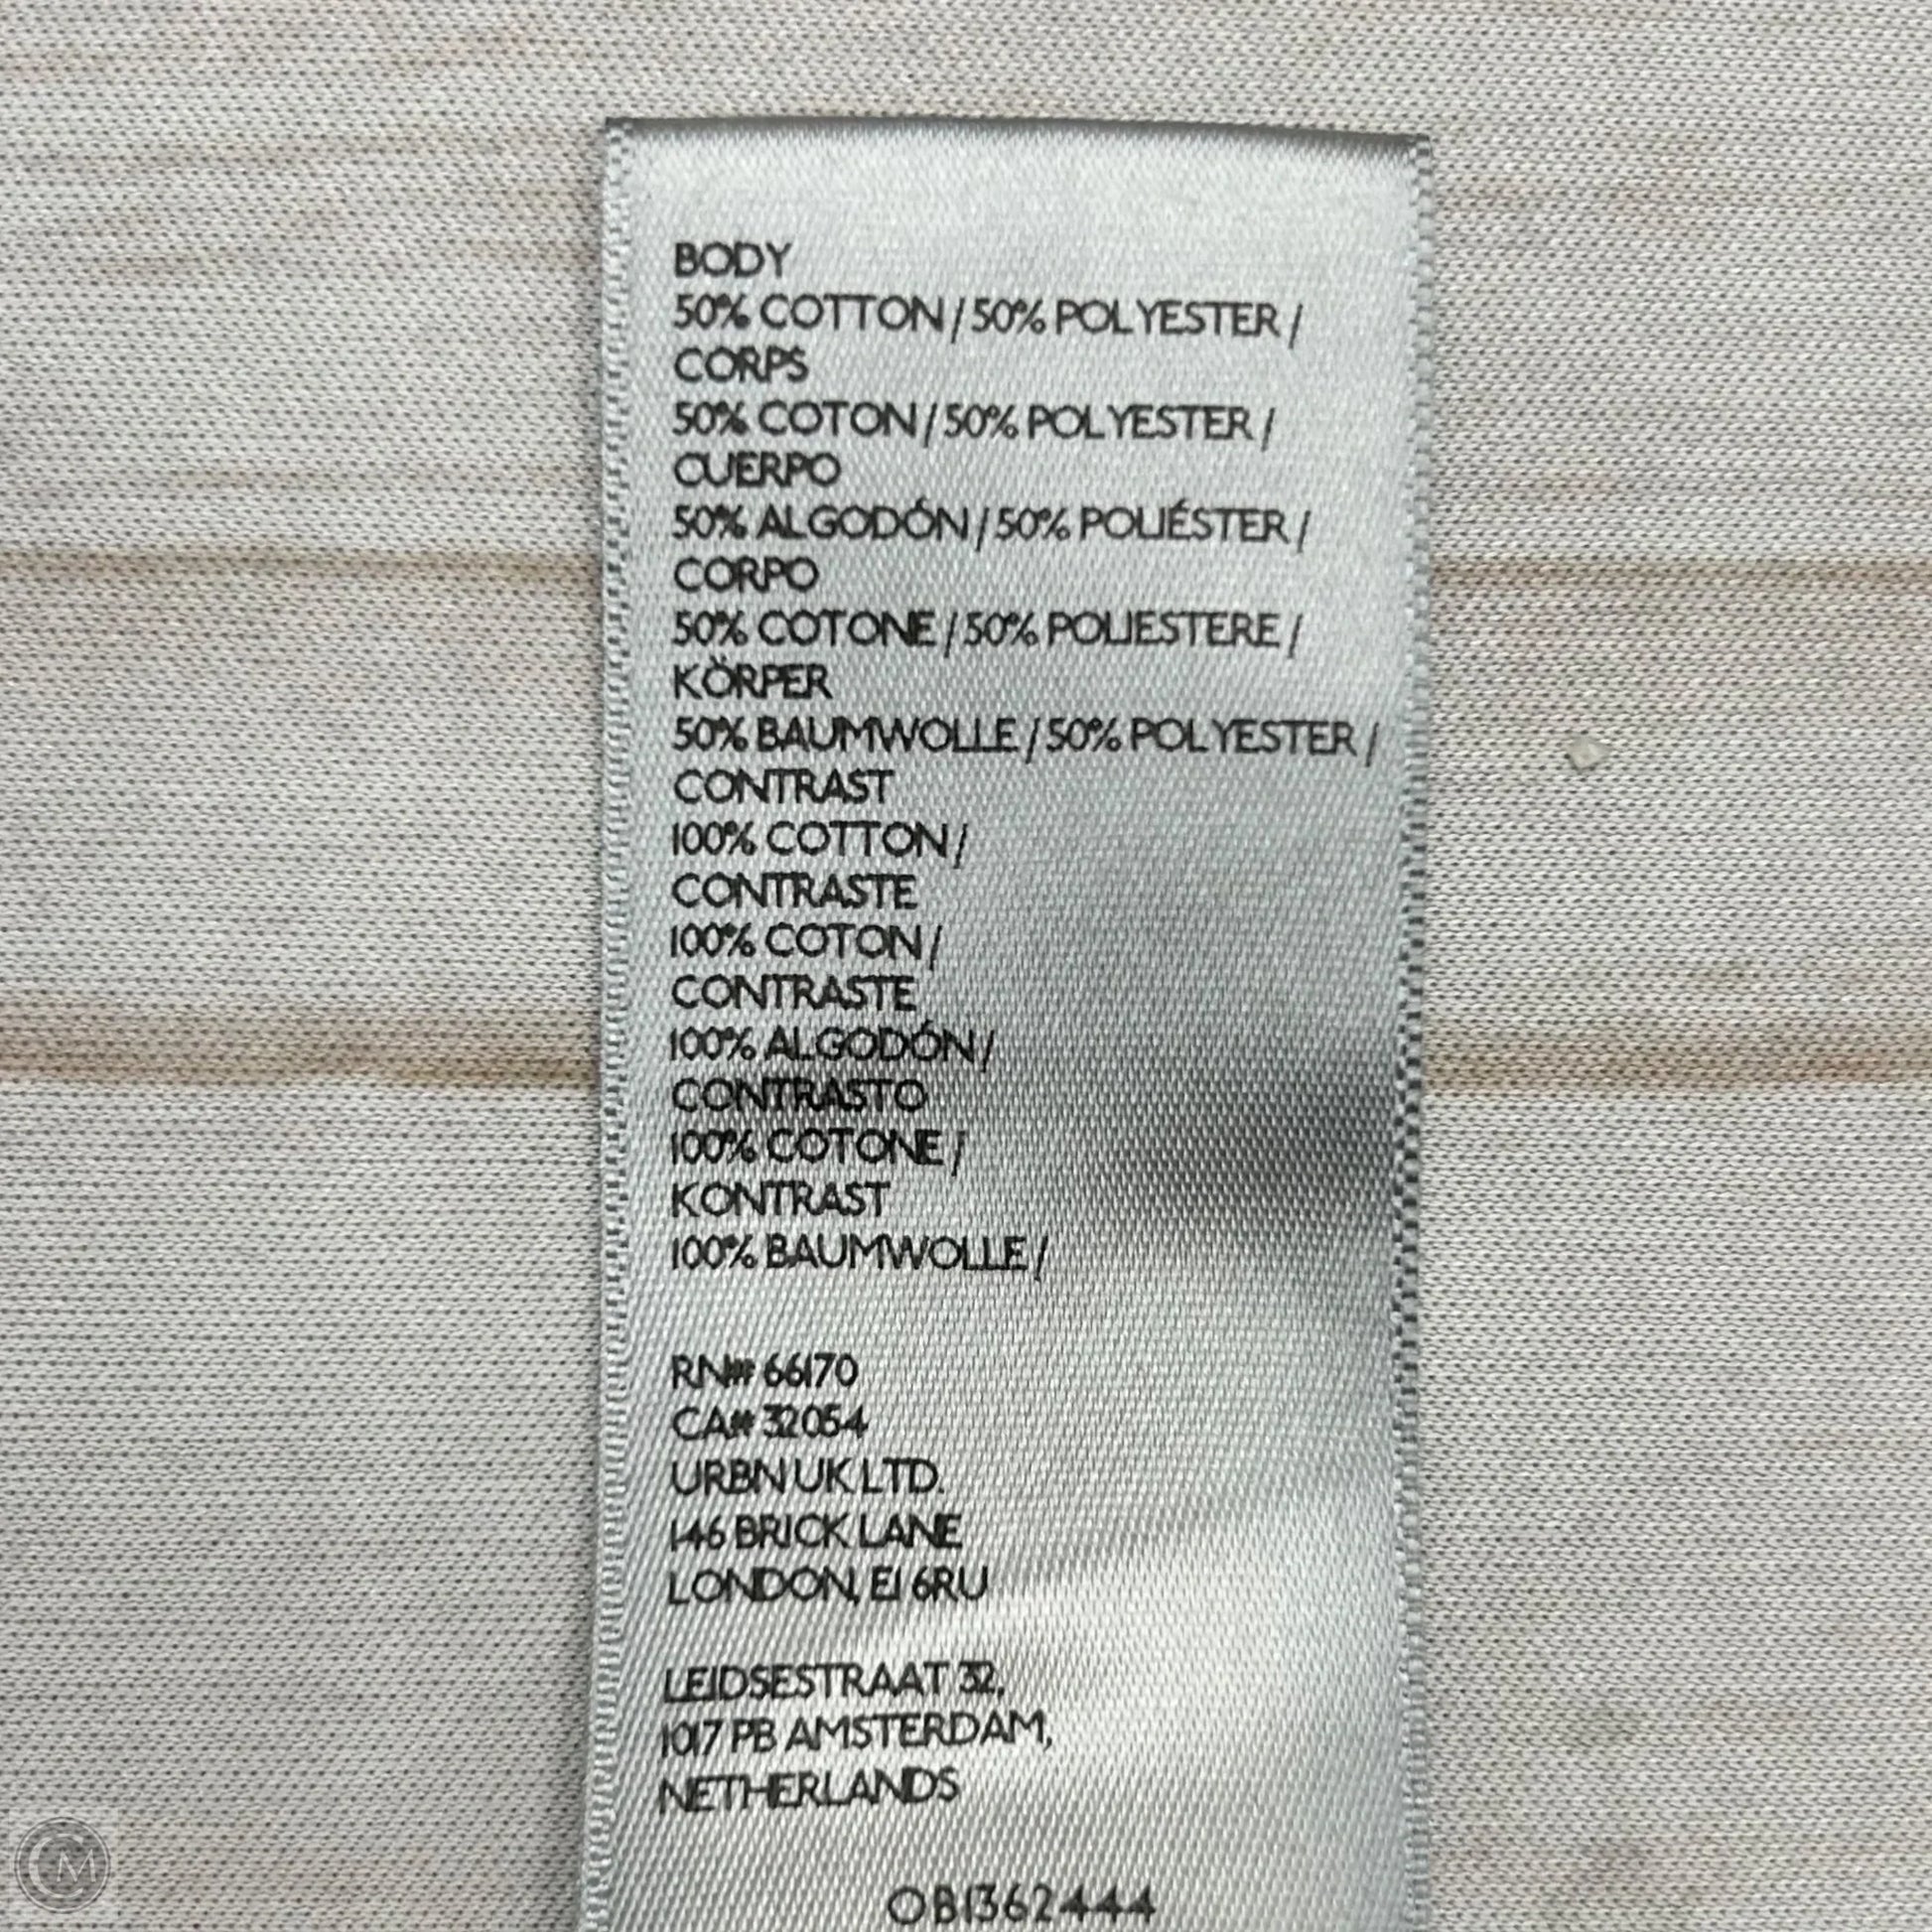 BODY
50% COTTON / 50% POLYESTER /
CORPS
50% COTON / 50% POLYESTER /
CUERPO
50% ALGODÓN / 50% POLIÉSTER /
CORPO
50% COTONE / 50% POLIESTERE /
KÖRPER
50% BAUMWOLLE / 50% POLYESTER /
CONTRAST
100% COTTON /
CONTRASTE
100% COTON /
CONTRASTE
100% ALGODÓN /
CONTRASTO
100% COTONE /
KONTRAST
100% BAUMWOLLE /
RN# 66170
CA# 32054
URBN UK LTD.
146 BRICK LANE
LONDON, E1 6RU
LEIDSESTRAAT 32,
1017 PB AMSTERDAM,
NETHERLANDS
OB1362444
CM